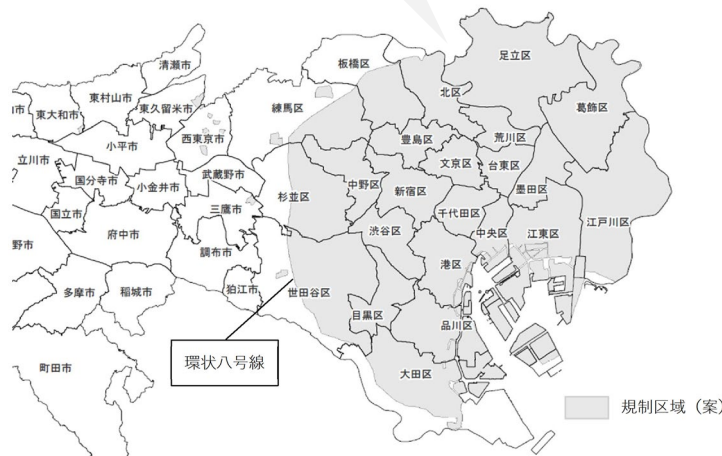 清瀬市
板橋区
足立区
東村山市
東久留米市
東大和市
練馬区
北区
葛飾区
西東京市
小平市
豊島区
荒川区
立川市
文京区
台東区
武蔵野市
国分寺市
小金井市
中野区
新宿区
墨田区
杉並区
三鷹市
千代田区
国立市
江戸川区
府中市
渋谷区
中央区
江東区
野市
調布市
港区
多摩市
稲城市
狛江市
世田谷区
目黒区
品川区
環状八号線
町田市
大田区
規制区域（案）